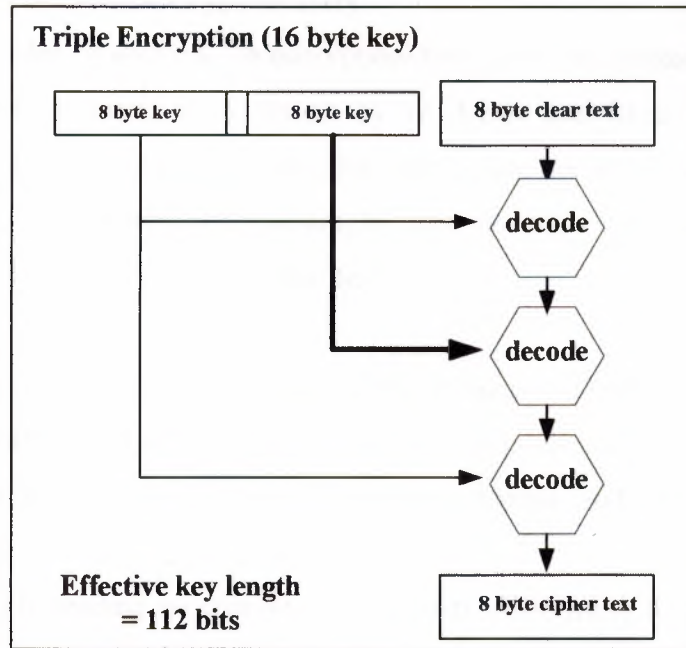 Triple Encryption (16 byte key)
8 byte key
8 byte key
8 byte clear text
decode
decode
decode
Effective key length
= 112 bits
8 byte cipher text